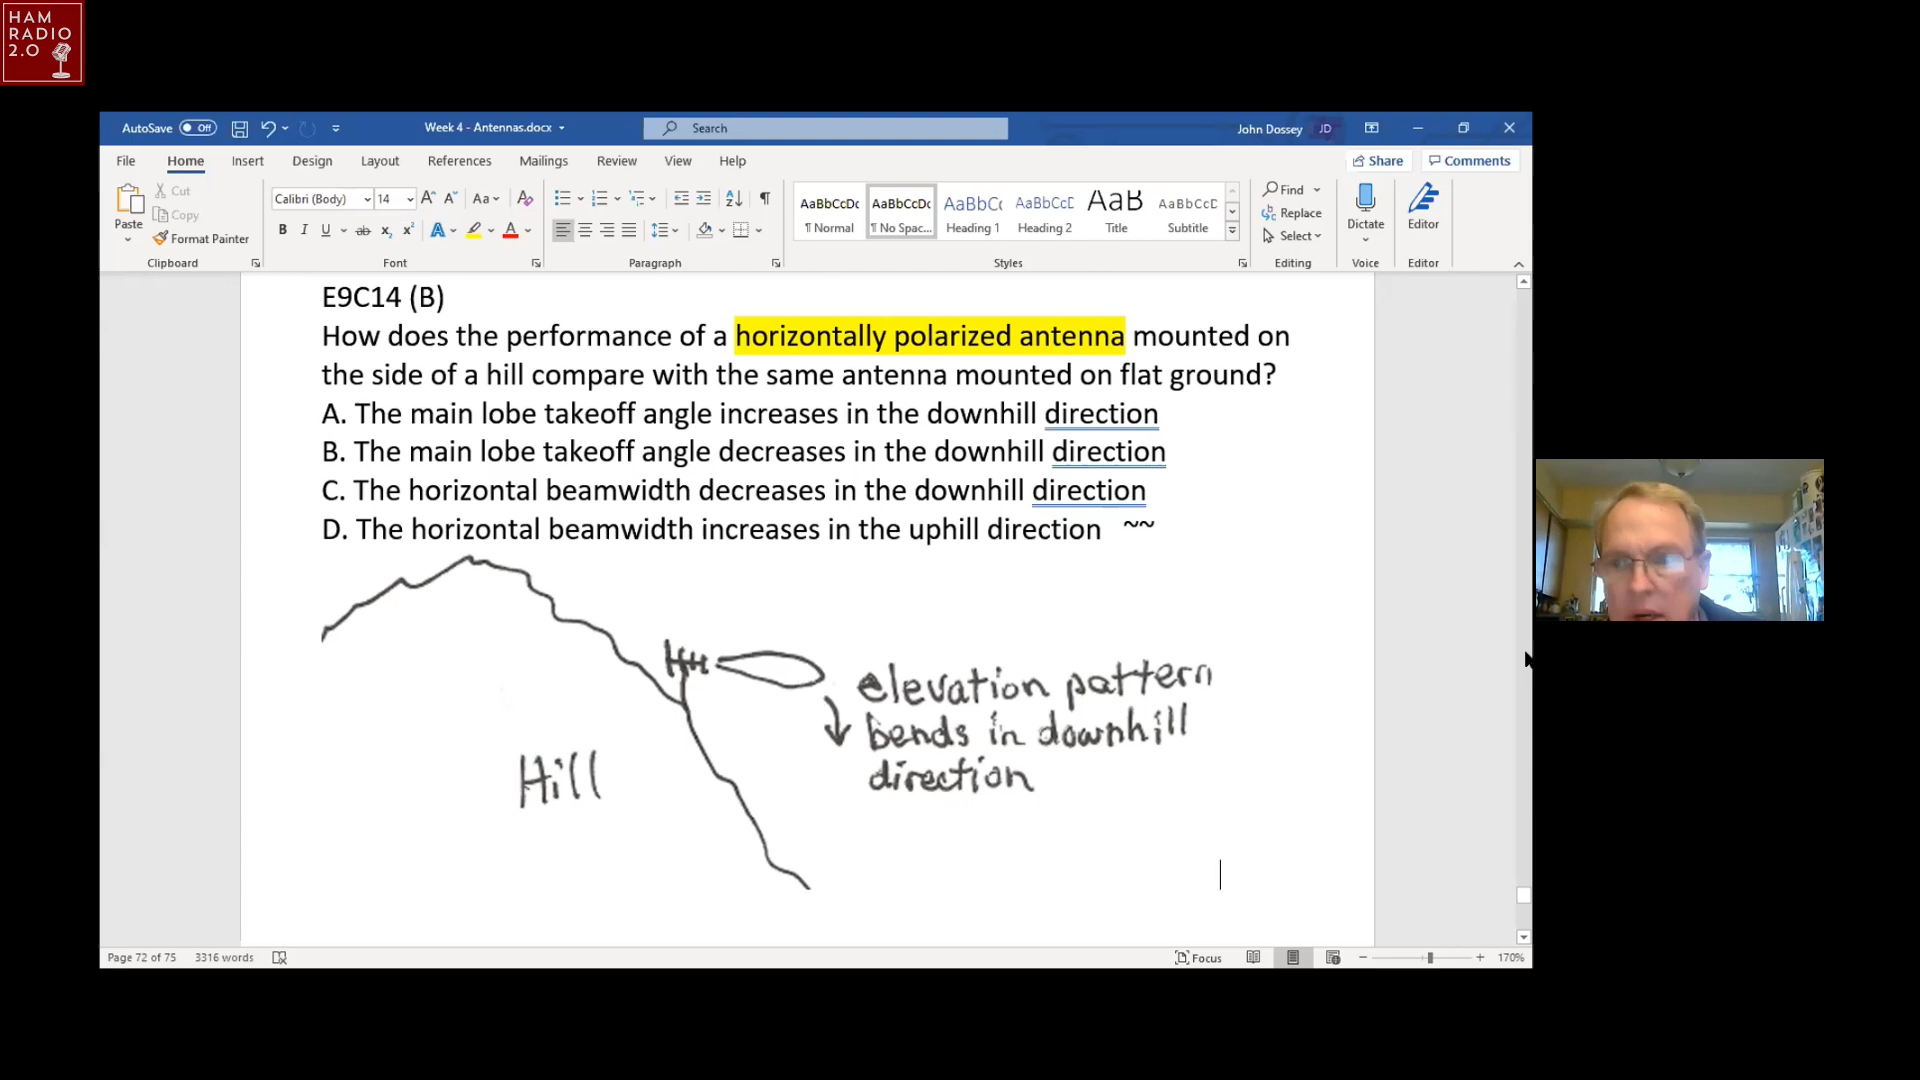 HAM
RADIO
2.0
AutoSave Off
Week 4 - Antennas.docx
Search
John Dossey JD
File Home Insert Design Layout References Mailings Review View Help
Share Comments
Paste
Cut
Copy
Format Painter
Clipboard
Calibri (Body) 14
Font
Paragraph
AaBbCcDc AaBbCcDc AaBbCc AaBbCcD AaB AaBbCcD
¶ Normal ¶ No Spac... Heading 1 Heading 2 Title Subtitle
Styles
Find
Replace
Select
Editing
Dictate
Voice
Editor
Editor
E9C14 (B)
How does the performance of a horizontally polarized antenna mounted on
the side of a hill compare with the same antenna mounted on flat ground?
A. The main lobe takeoff angle increases in the downhill direction
B. The main lobe takeoff angle decreases in the downhill direction
C. The horizontal beamwidth decreases in the downhill direction
D. The horizontal beamwidth increases in the uphill direction ~~
elevation pattern
bends in downhill
direction
Hill
Page 72 of 75 3316 words
Focus
170%